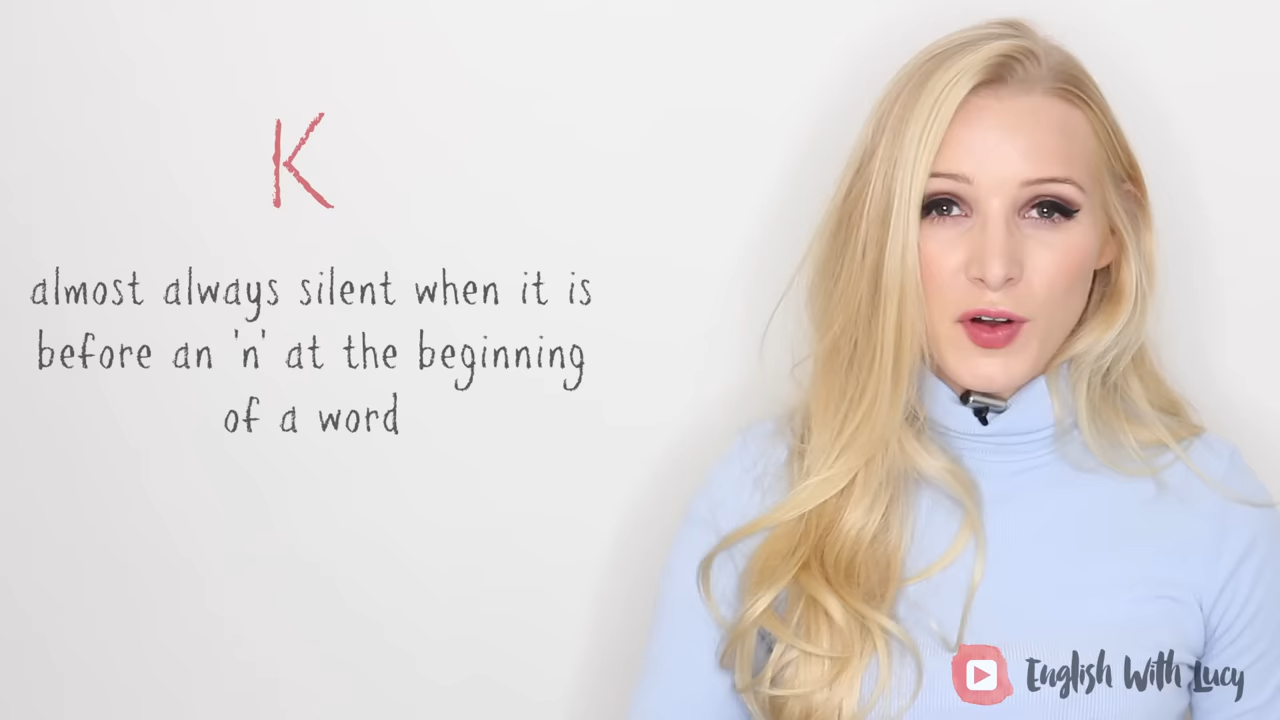 K
almost always silent when it is
before an 'n' at the beginning
of a word
English With Lucy